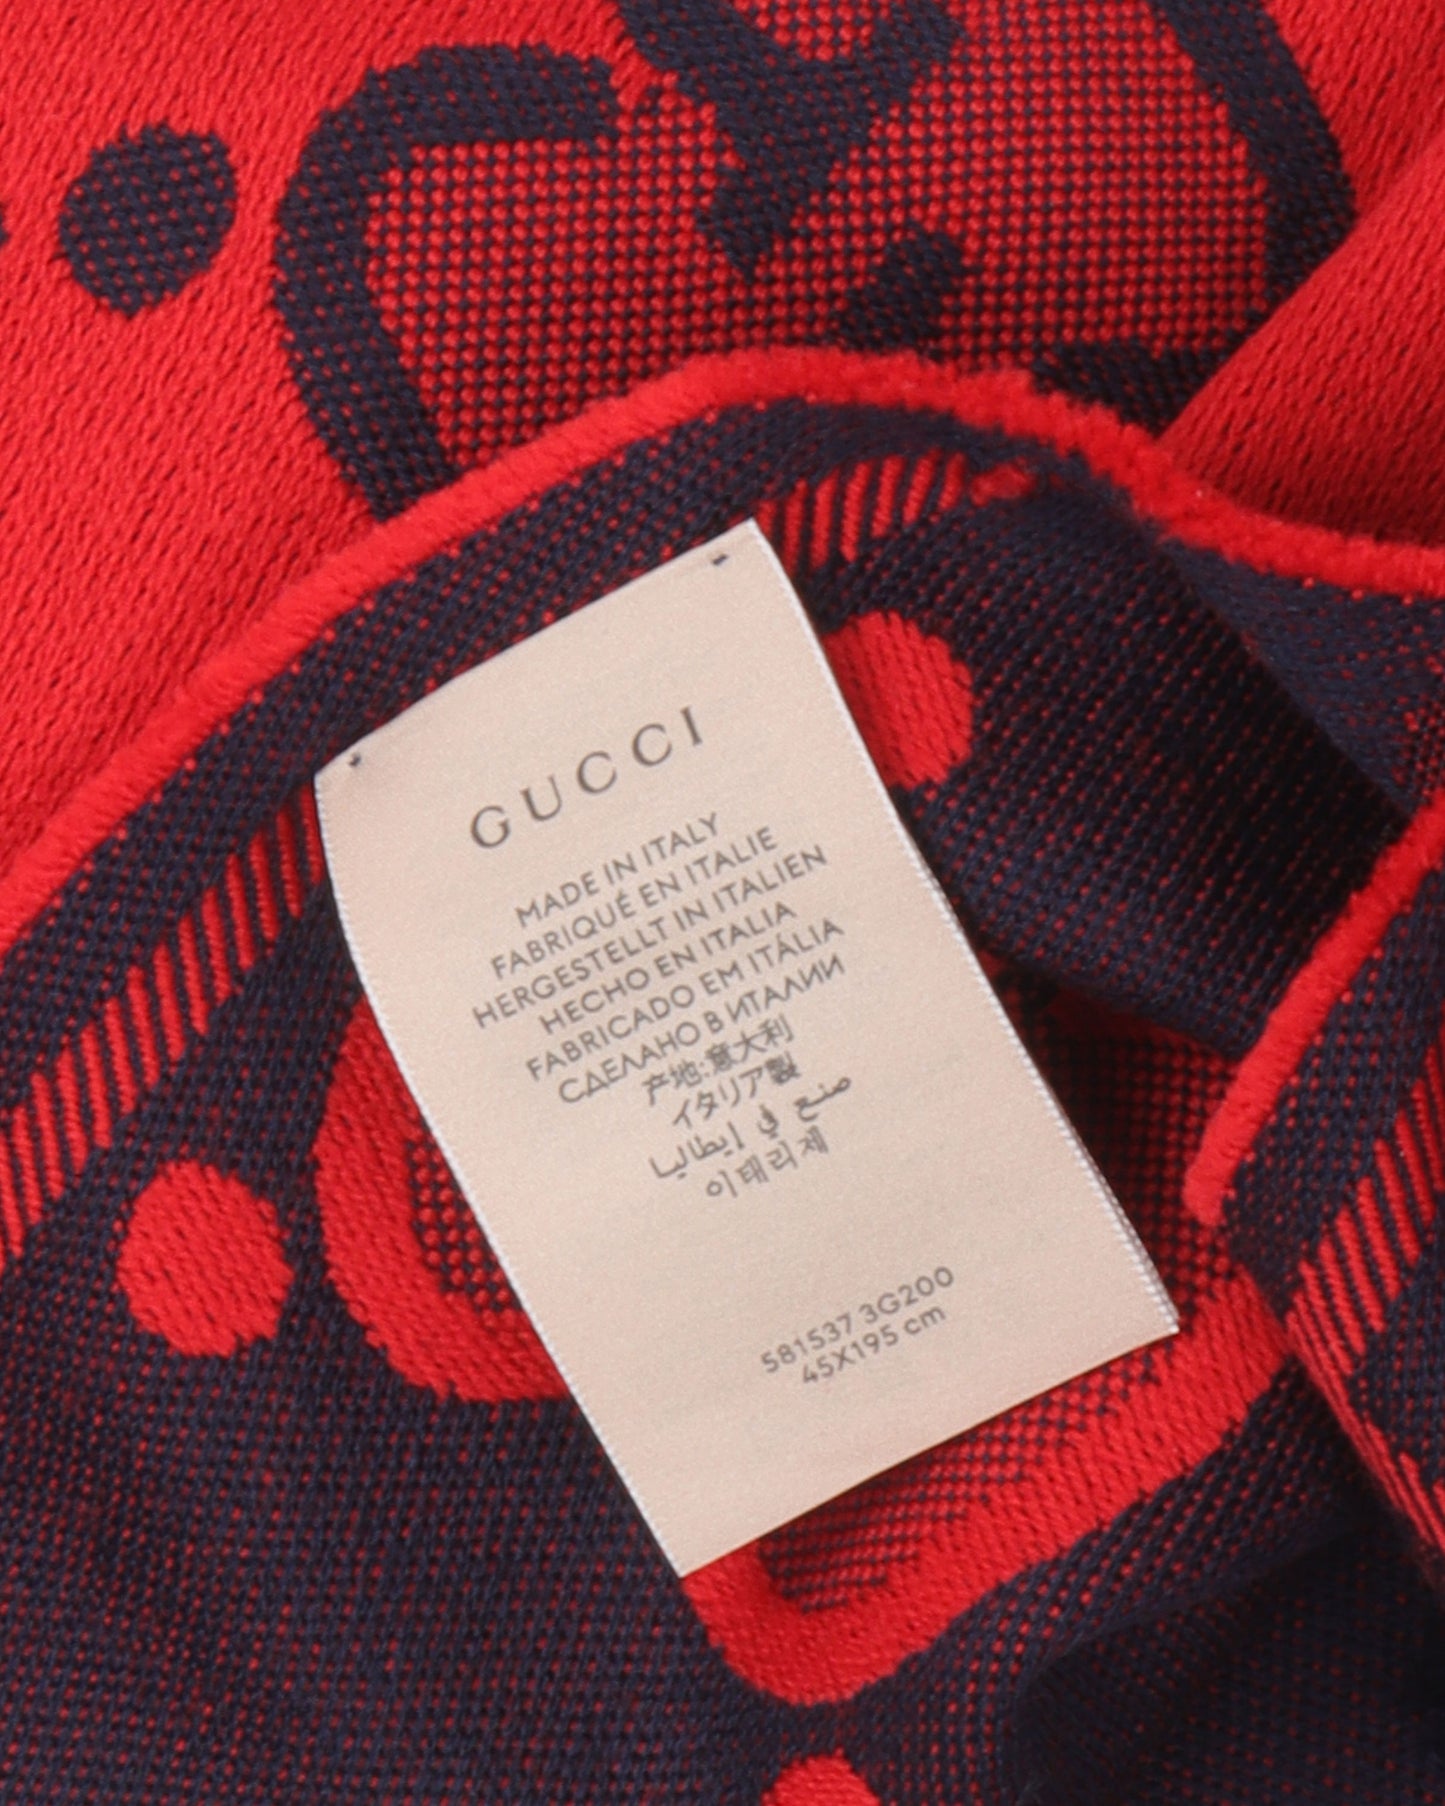 GUCCI
MADE IN ITALY
FABRIQUÉ EN ITALIE
HERGESTELLT IN ITALIEN
HECHO EN ITALIA
FABRICADO EM ITÁLIA
СДЕЛАНО В ИТАЛИИ
产地:意大利
イタリア製
صنع في إيطاليا
이태리제
581537 3G200
45X195 cm